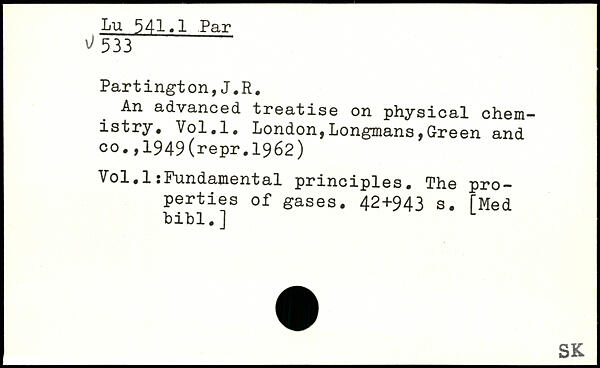 Lu 541.1 Par
v 533
Partington,J.R.
An advanced treatise on physical chem-
istry. Vol.1. London,Longmans,Green and
co.,1949(repr.1962)
Vol.1:Fundamental principles. The pro-
perties of gases. 42+943 s. [Med
bibl.]
SK